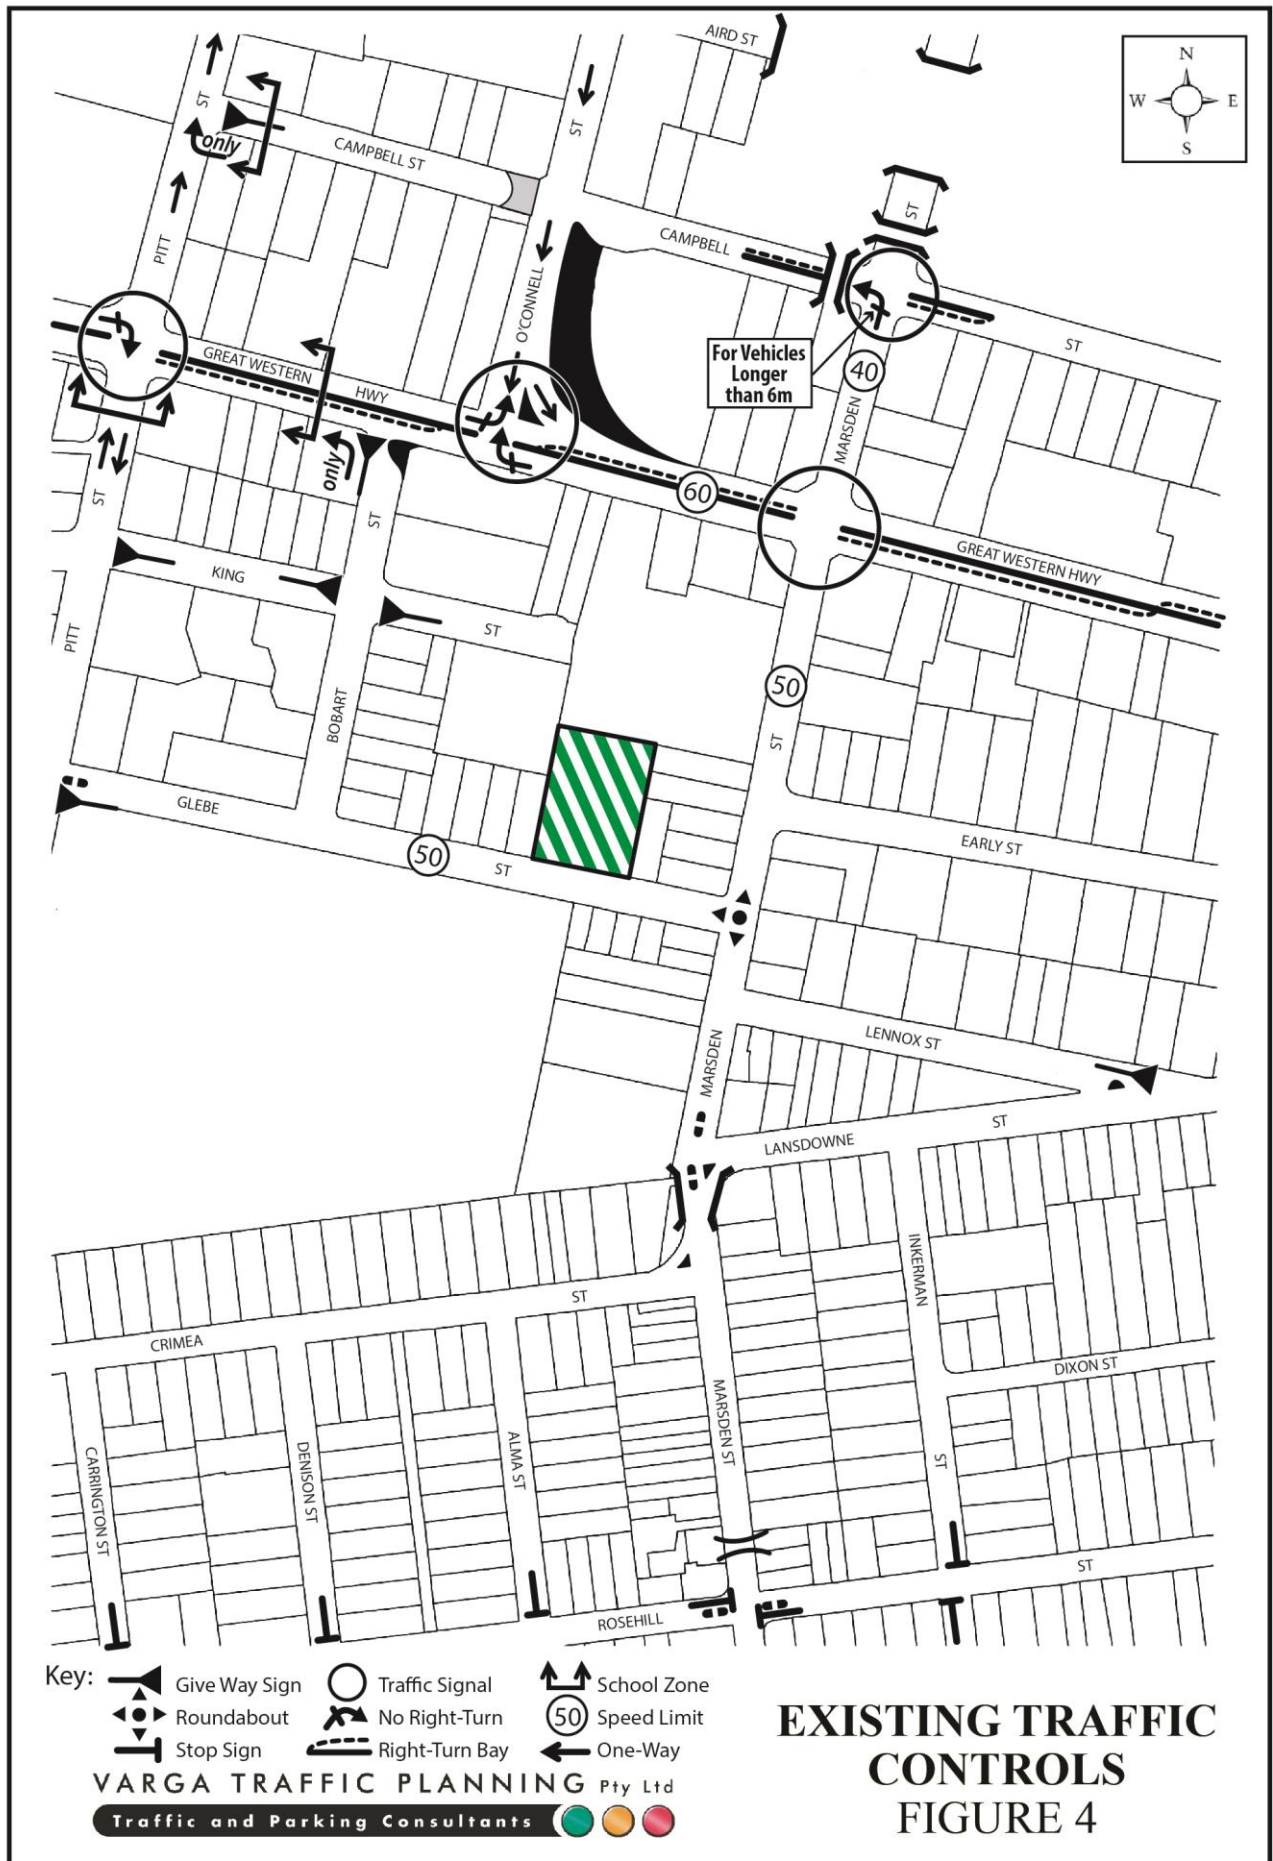 AIRD ST
N
W E
S
ST
only
CAMPBELL ST
ST
ST
PITT
CAMPBELL
O'CONNELL
For Vehicles
Longer
than 6m
ST
40
GREAT WESTERN
HWY
MARSDEN
only
60
ST
ST
GREAT WESTERN HWY
KING
ST
PITT
50
BOBART
ST
GLEBE
EARLY ST
50
ST
LENNOX ST
MARSDEN
ST
LANSDOWNE
INKERMAN
ST
CRIMEA
DIXON ST
MARSDEN ST
CARRINGTON ST
DENISON ST
ALMA ST
ST
ST
ROSEHILL
Key:
Give Way Sign
Traffic Signal
School Zone
Roundabout
No Right-Turn
50
Speed Limit
Stop Sign
Right-Turn Bay
One-Way
EXISTING TRAFFIC
CONTROLS
FIGURE 4
VARGA TRAFFIC PLANNING Pty Ltd
Traffic and Parking Consultants